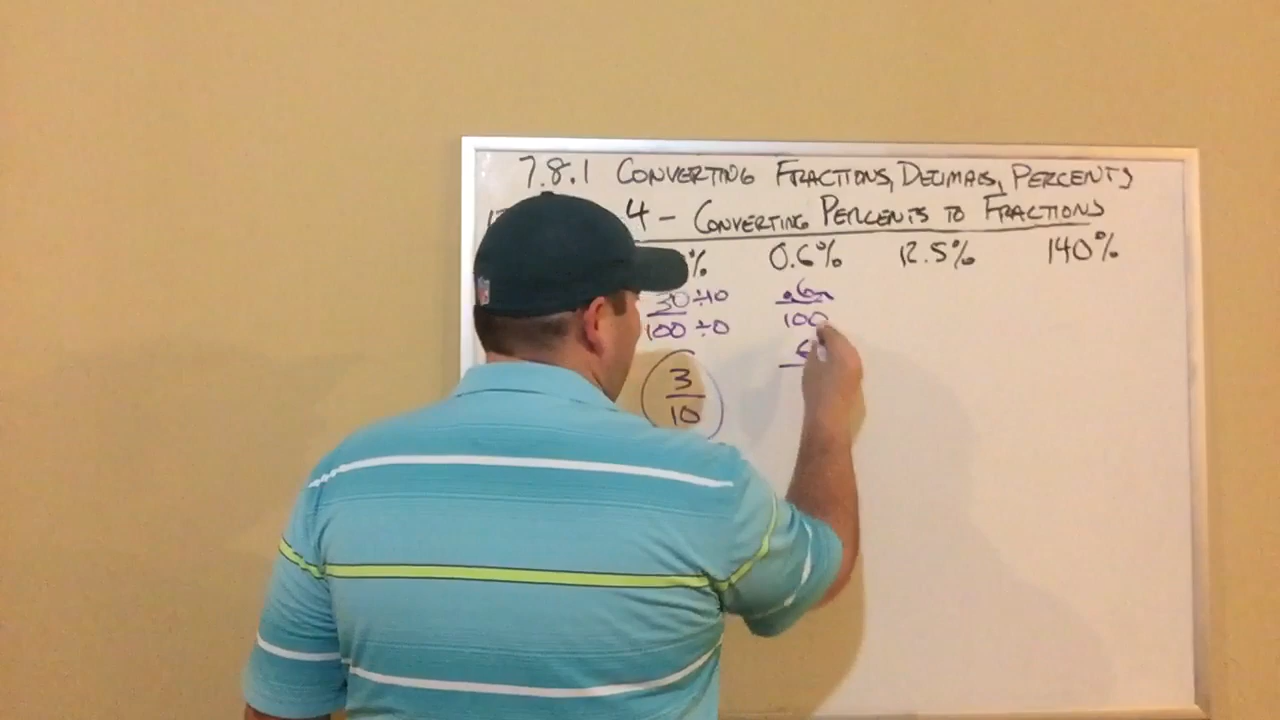 7.8.1 CONVERTING FRACTIONS, DECIMALS, PERCENTS
4 - CONVERTING PERCENTS TO FRACTIONS
% 0.6% 12.5% 140%
30 ÷10 .6
100 ÷10 100
6
3
10